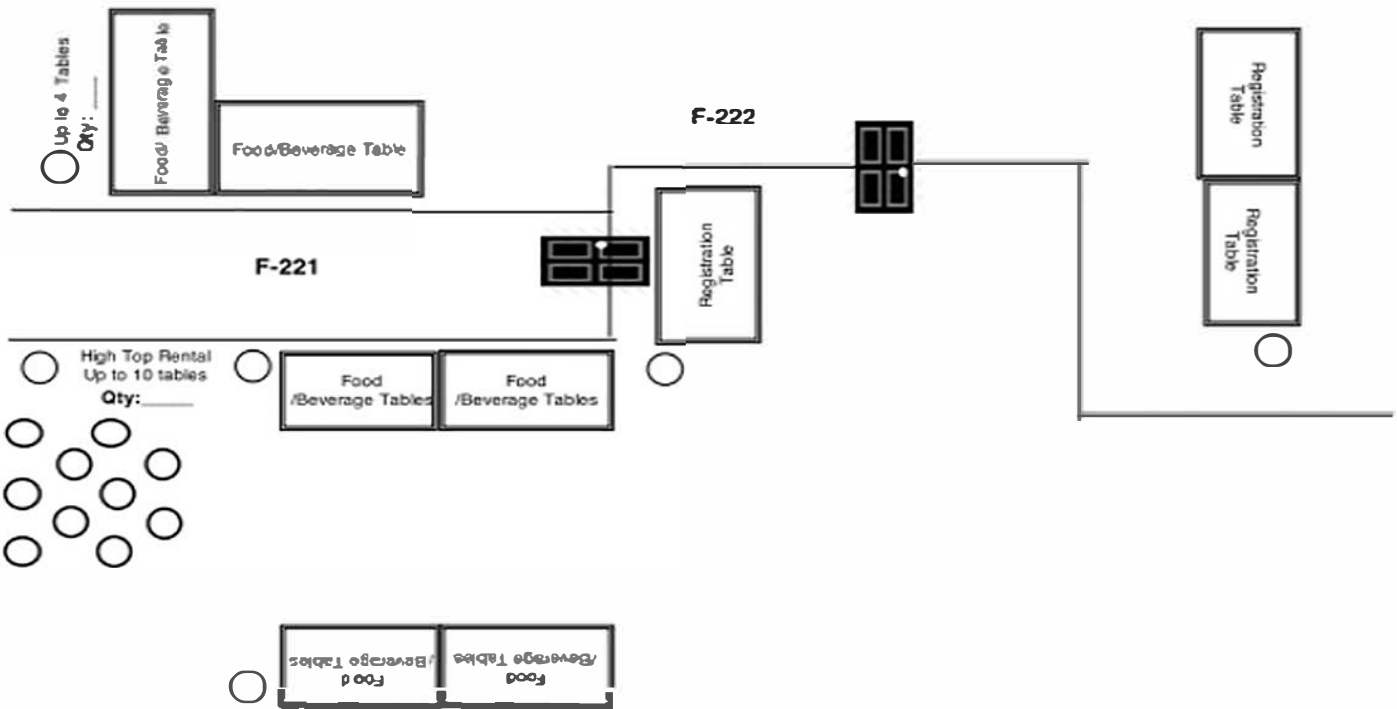 Up to 4 Tables
Qty: ____
Food/ Beverage Table
Food/Beverage Table
F-222
Registration
Table
Registration
Table
F-221
Registration
Table
High Top Rental
Up to 10 tables
Qty:_____
Food
/Beverage Tables
Food
/Beverage Tables
Food
/Beverage Tables
Food
/Beverage Tables